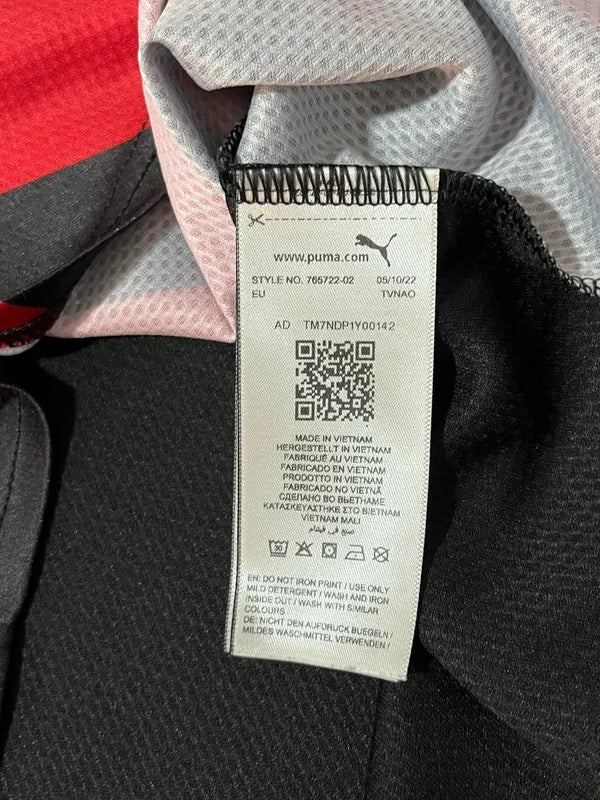 www.puma.com
STYLE NO. 765722-02 05/10/22
EU TVNAO
AD TM7NDP1Y00142
MADE IN VIETNAM
HERGESTELLT IN VIETNAM
FABRIQUÉ AU VIETNAM
FABRICADO EN VIETNAM
PRODOTTO IN VIETNAM
FABRICADO NO VIETNÃ
СДЕЛАНО ВО ВЬЕТНАМЕ
ΚΑΤΑΣΚΕΥΑΣΤΗΚΕ ΣΤΟ ΒΙΕΤΝΑΜ
VİETNAM MALI
صنع في فيتنام
30
EN: DO NOT IRON PRINT / USE ONLY
MILD DETERGENT / WASH AND IRON
INSIDE OUT / WASH WITH SIMILAR
COLOURS
DE: NICHT DEN AUFDRUCK BUEGELN /
MILDES WASCHMITTEL VERWENDEN /